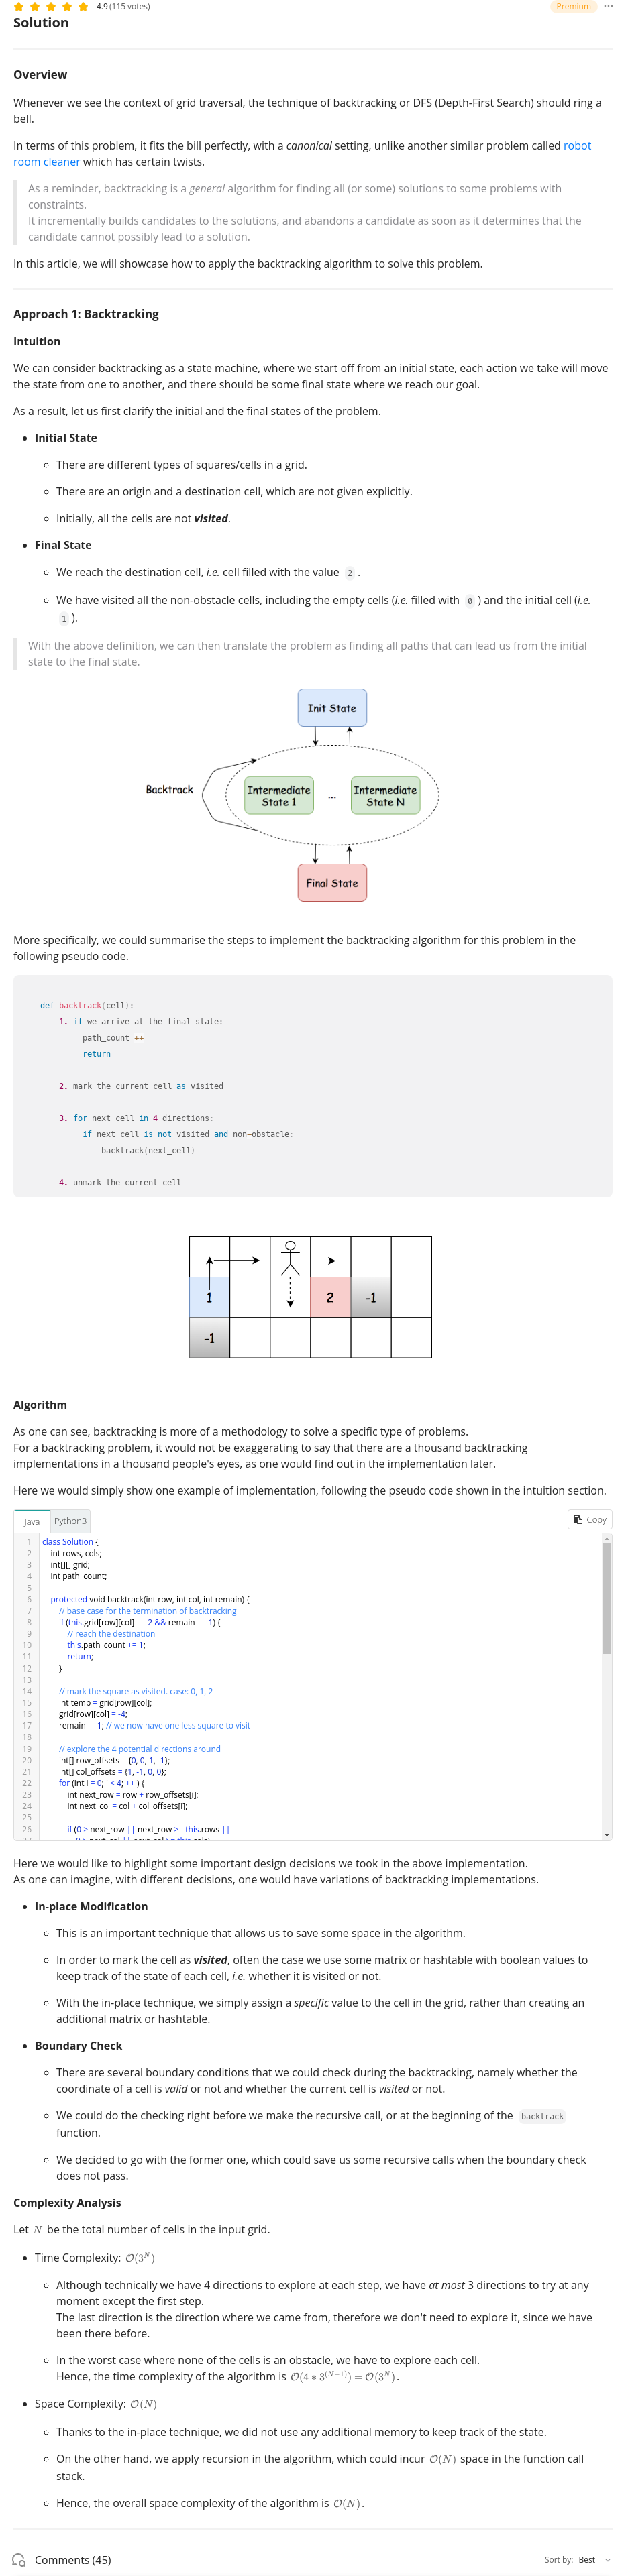 4.9 (115 votes)
Premium
Solution
Overview
Whenever we see the context of grid traversal, the technique of backtracking or DFS (Depth-First Search) should ring a
bell.
In terms of this problem, it fits the bill perfectly, with a canonical setting, unlike another similar problem called robot
room cleaner which has certain twists.
As a reminder, backtracking is a general algorithm for finding all (or some) solutions to some problems with
constraints.
It incrementally builds candidates to the solutions, and abandons a candidate as soon as it determines that the
candidate cannot possibly lead to a solution.
In this article, we will showcase how to apply the backtracking algorithm to solve this problem.
Approach 1: Backtracking
Intuition
We can consider backtracking as a state machine, where we start off from an initial state, each action we take will move
the state from one to another, and there should be some final state where we reach our goal.
As a result, let us first clarify the initial and the final states of the problem.
Initial State
There are different types of squares/cells in a grid.
There are an origin and a destination cell, which are not given explicitly.
Initially, all the cells are not visited.
Final State
We reach the destination cell, i.e. cell filled with the value 2 .
We have visited all the non-obstacle cells, including the empty cells (i.e. filled with 0 ) and the initial cell (i.e.
1 ).
With the above definition, we can then translate the problem as finding all paths that can lead us from the initial
state to the final state.
Init State
Backtrack
Intermediate
State 1
...
Intermediate
State N
Final State
More specifically, we could summarise the steps to implement the backtracking algorithm for this problem in the
following pseudo code.
def backtrack(cell):
1. if we arrive at the final state:
path_count ++
return
2. mark the current cell as visited
3. for next_cell in 4 directions:
if next_cell is not visited and non-obstacle:
backtrack(next_cell)
4. unmark the current cell
1 2 -1
-1
Algorithm
As one can see, backtracking is more of a methodology to solve a specific type of problems.
For a backtracking problem, it would not be exaggerating to say that there are a thousand backtracking
implementations in a thousand people's eyes, as one would find out in the implementation later.
Here we would simply show one example of implementation, following the pseudo code shown in the intuition section.
Java Python3 Copy
1 class Solution {
2 int rows, cols;
3 int[][] grid;
4 int path_count;
5
6 protected void backtrack(int row, int col, int remain) {
7 // base case for the termination of backtracking
8 if (this.grid[row][col] == 2 && remain == 1) {
9 // reach the destination
10 this.path_count += 1;
11 return;
12 }
13
14 // mark the square as visited. case: 0, 1, 2
15 int temp = grid[row][col];
16 grid[row][col] = -4;
17 remain -= 1; // we now have one less square to visit
18
19 // explore the 4 potential directions around
20 int[] row_offsets = {0, 0, 1, -1};
21 int[] col_offsets = {1, -1, 0, 0};
22 for (int i = 0; i < 4; ++i) {
23 int next_row = row + row_offsets[i];
24 int next_col = col + col_offsets[i];
25
26 if (0 > next_row || next_row >= this.rows ||
27 0 > next_col || next_col >= this.cols)
Here we would like to highlight some important design decisions we took in the above implementation.
As one can imagine, with different decisions, one would have variations of backtracking implementations.
In-place Modification
This is an important technique that allows us to save some space in the algorithm.
In order to mark the cell as visited, often the case we use some matrix or hashtable with boolean values to
keep track of the state of each cell, i.e. whether it is visited or not.
With the in-place technique, we simply assign a specific value to the cell in the grid, rather than creating an
additional matrix or hashtable.
Boundary Check
There are several boundary conditions that we could check during the backtracking, namely whether the
coordinate of a cell is valid or not and whether the current cell is visited or not.
We could do the checking right before we make the recursive call, or at the beginning of the backtrack
function.
We decided to go with the former one, which could save us some recursive calls when the boundary check
does not pass.
Complexity Analysis
Let N be the total number of cells in the input grid.
Time Complexity: O(3^N)
Although technically we have 4 directions to explore at each step, we have at most 3 directions to try at any
moment except the first step.
The last direction is the direction where we came from, therefore we don't need to explore it, since we have
been there before.
In the worst case where none of the cells is an obstacle, we have to explore each cell.
Hence, the time complexity of the algorithm is O(4 * 3^(N-1)) = O(3^N).
Space Complexity: O(N)
Thanks to the in-place technique, we did not use any additional memory to keep track of the state.
On the other hand, we apply recursion in the algorithm, which could incur O(N) space in the function call
stack.
Hence, the overall space complexity of the algorithm is O(N).
Comments (45)
Sort by: Best